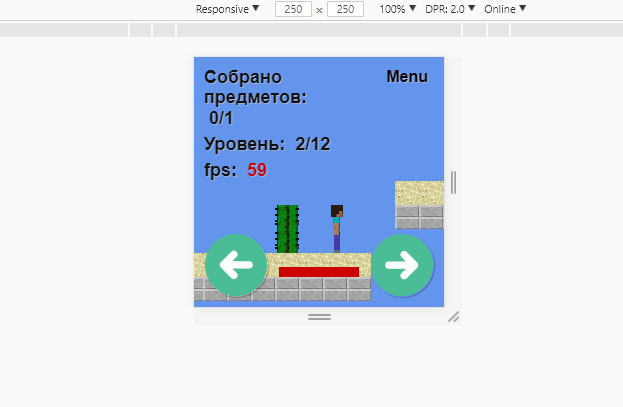 Responsive ▼ 250 x 250 100% ▼ DPR: 2.0 ▼ Online ▼
Собрано Menu
предметов:
0/1
Уровень: 2/12
fps: 59